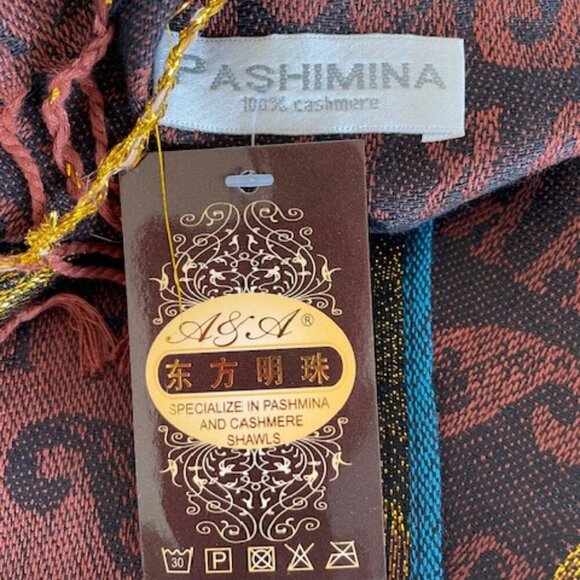 PASHIMINA
100% cashmere
A&A®
东方明珠
SPECIALIZE IN PASHMINA
AND CASHMERE
SHAWLS
30 P